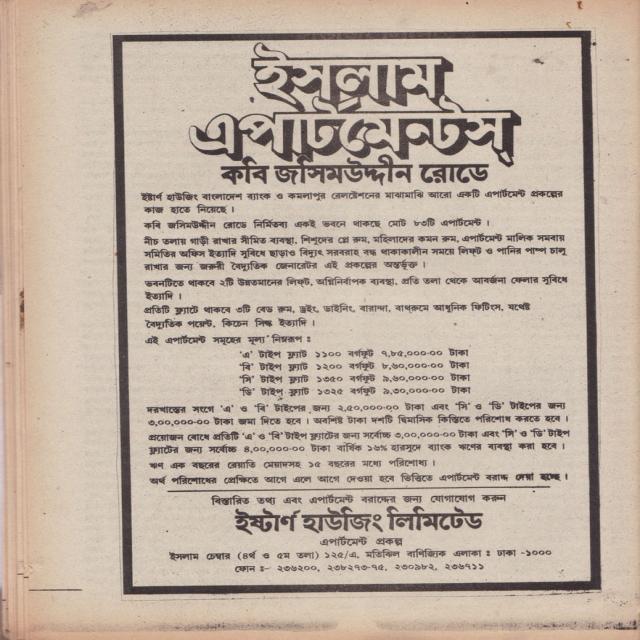 ইসলাম
এপার্টমেন্টস্
কবি জসিমউদ্দীন রোডে
ইষ্টার্ণ হাউজিং বাংলাদেশ ব্যাংক ও কমলাপুর রেলষ্টেশনের মাঝামাঝি আরো একটি এপার্টমেন্ট প্রকল্পের
কাজ হাতে নিয়েছে ।
কবি জসিমউদ্দীন রোডে নির্মিতব্য একই ভবনে থাকছে মোট ৮৩টি এপার্টমেন্ট ।
নীচ তলায় গাড়ী রাখার সীমিত ব্যবস্থা, শিশুদের প্লে রুম, মহিলাদের কমন রুম, এপার্টমেন্ট মালিক সমবায়
সমিতির অফিস ইত্যাদি সুবিধে ছাড়াও বিদ্যুৎ সরবরাহ বন্ধ থাকাকালীন সময়ে লিফ্‌ট ও পানির পাম্প চালু
রাখার জন্য জরুরী বৈদ্যুতিক জেনারেটর এই প্রকল্পের অন্তর্ভূক্ত ।
ভবনটিতে থাকবে ২টি উন্নতমানের লিফ্‌ট, অগ্নিনির্বাপক ব্যবস্থা, প্রতি তলা থেকে আবর্জনা ফেলার সুবিধে
ইত্যাদি ।
প্রতিটি ফ্ল্যাটে থাকবে ৩টি বেড রুম, ড্রইং, ডাইনিং, বারান্দা, বাথ্‌রুমে আধুনিক ফিটিংস, যথেষ্ট
বৈদ্যুতিক পয়েন্ট, কিচেন সিঙ্ক ইত্যাদি ।
এই এপার্টমেন্ট সমূহের মূল্য নিম্নরূপ :
'এ' টাইপ ফ্ল্যাট ১১০০ বর্গফুট ৭,৮৫,০০০·০০ টাকা
'বি' টাইপ ফ্ল্যাট ১২০০ বর্গফুট ৮,৬০,০০০·০০ টাকা
'সি' টাইপ ফ্ল্যাট ১৩৫০ বর্গফুট ৯,৬০,০০০·০০ টাকা
'ডি' টাইপ ফ্ল্যাট ১৩২৫ বর্গফুট ৯,৩০,০০০·০০ টাকা
দরখাস্তের সংগে 'এ' ও 'বি' টাইপের জন্য ২,৫০,০০০·০০ টাকা এবং 'সি' ও 'ডি' টাইপের জন্য
৩,০০,০০০·০০ টাকা জমা দিতে হবে । অবশিষ্ট টাকা দশটি দ্বিমাসিক কিস্তিতে পরিশোধ করতে হবে ।
প্রয়োজন বোধে প্রতিটি 'এ' ও 'বি' টাইপ ফ্ল্যাটের জন্য সর্বোচ্চ ৩,০০,০০০·০০ টাকা এবং 'সি' ও 'ডি' টাইপ
ফ্ল্যাটের জন্য সর্বোচ্চ ৪,০০,০০০·০০ টাকা বার্ষিক ১৬% হারসুদে ব্যাংক ঋণের ব্যবস্থা করা হবে ।
ঋণ এক বছরের রেয়াতি মেয়াদসহ ১৫ বছরের মধ্যে পরিশোধ্য ।
অর্থ পরিশোধের প্রেক্ষিতে আগে এলে আগে দেওয়া হবে ভিত্তিতে এপার্টমেন্ট বরাদ্দ দেয়া হচ্ছে ।
বিস্তারিত তথ্য এবং এপার্টমেন্ট বরাদ্দের জন্য যোগাযোগ করুন
ইষ্টার্ণ হাউজিং লিমিটেড
এপার্টমেন্ট প্রকল্প
ইসলাম চেম্বার (৪র্থ ও ৫ম তলা) ১২৫/এ, মতিঝিল বাণিজ্যিক এলাকা : ঢাকা -১০০০
ফোন :- ২৩৬২০০, ২৩৮২৭৩-৭৫, ২৩০৯৮২, ২৩৬৭১১